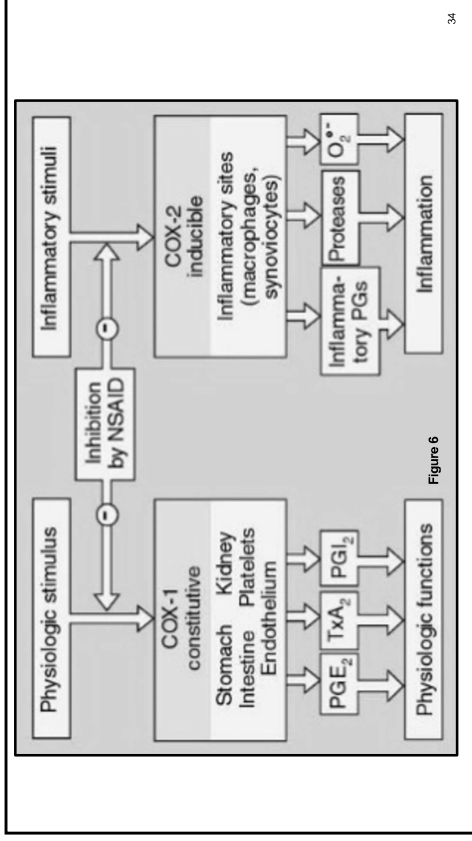 Physiologic stimulus
Inflammatory stimuli
Inhibition
by NSAID
-
-
COX-1
constitutive
Stomach Kidney
Intestine Platelets
Endothelium
COX-2
inducible
Inflammatory sites
(macrophages,
synoviocytes)
PGE₂
TxA₂
PGI₂
Inflamma-
tory PGs
Proteases
O₂•-
Physiologic functions
Inflammation
Figure 6
34